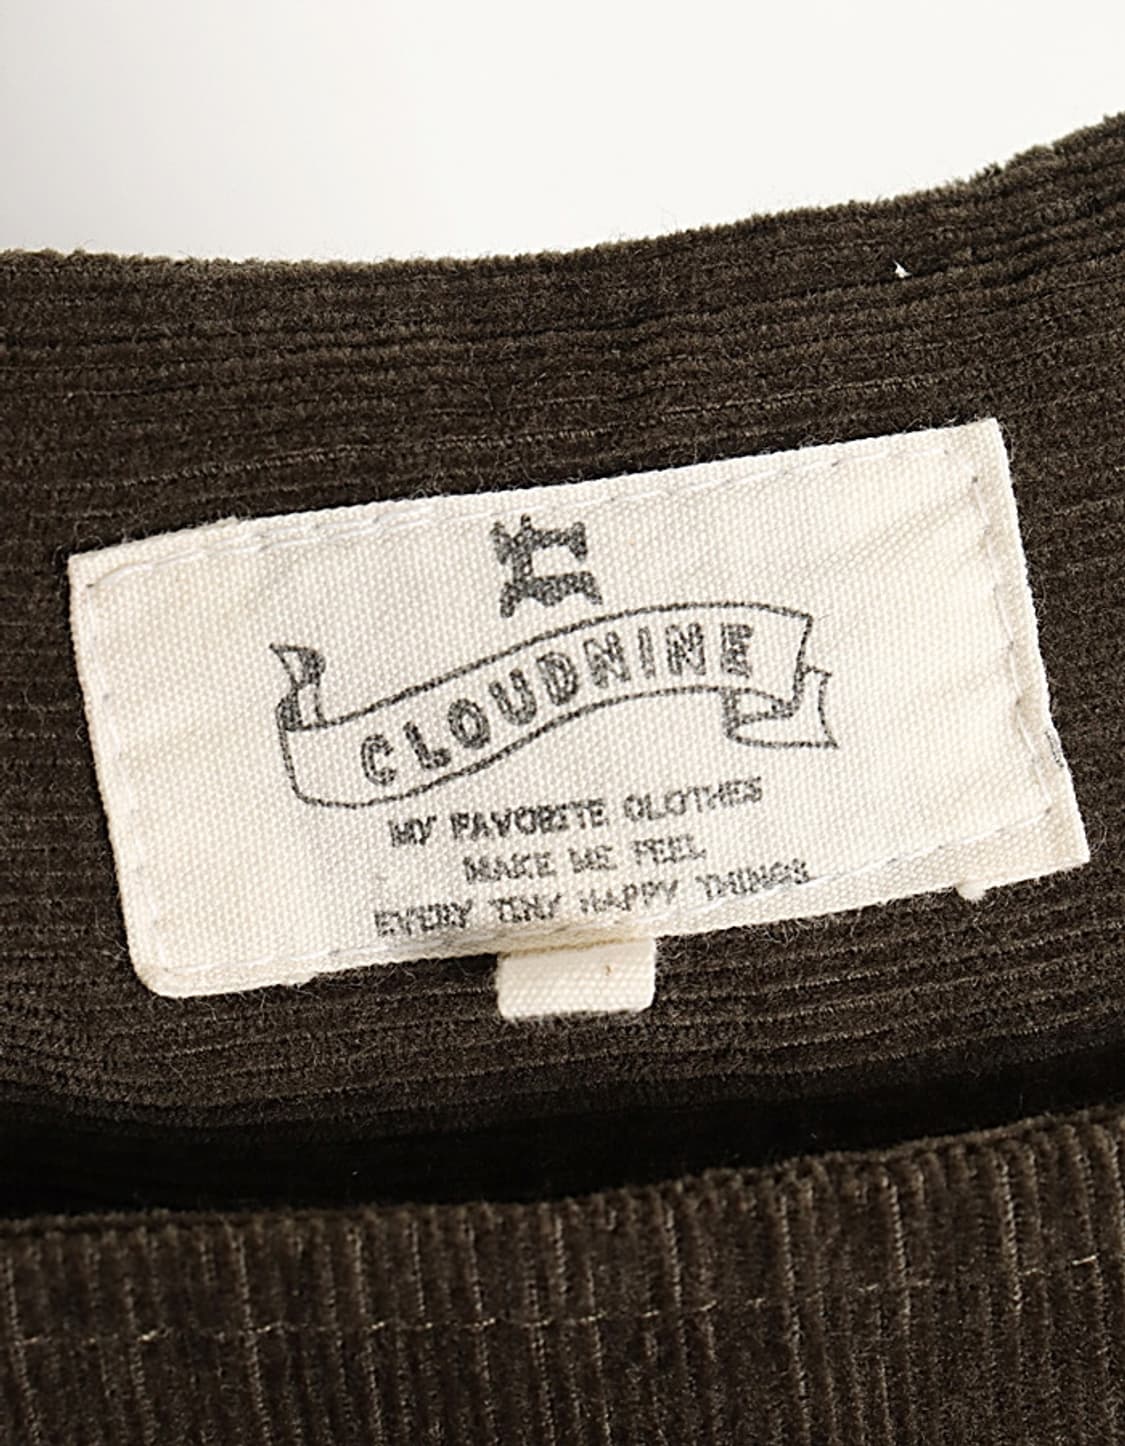 CLOUDNINE
MY FAVORITE CLOTHES
MAKE ME FEEL
EVERY TINY HAPPY THINGS